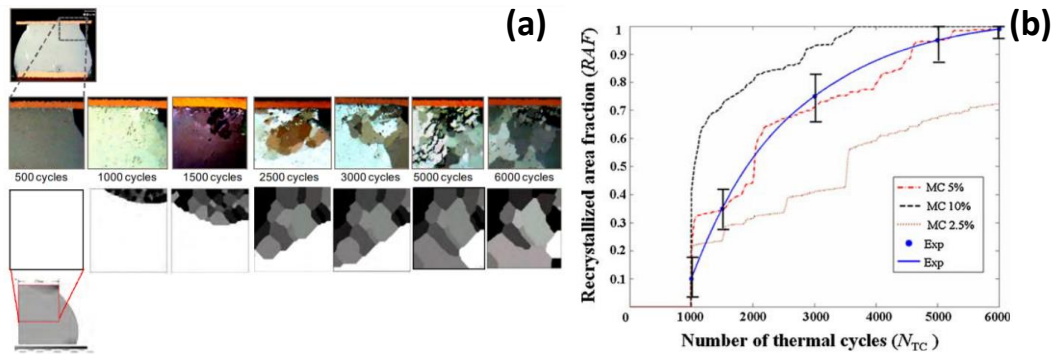 (a)
500 cycles 1000 cycles 1500 cycles 2500 cycles 3000 cycles 5000 cycles 6000 cycles
(b)
Recrystallized area fraction (RAF)
1
0.9
0.8
0.7
0.6
0.5
0.4
0.3
0.2
0.1
0 1000 2000 3000 4000 5000 6000
Number of thermal cycles (N_TC)
MC 5%
MC 10%
MC 2.5%
Exp
Exp